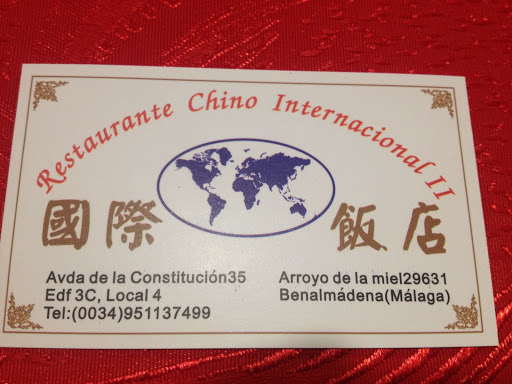 Restaurante Chino Internacional II
國際 飯店
Avda de la Constitución35
Edf 3C, Local 4
Tel:(0034)951137499
Arroyo de la miel29631
Benalmádena(Málaga)